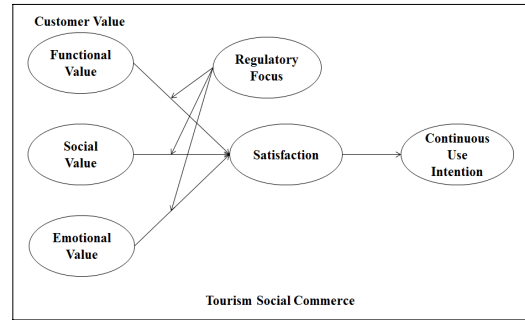 Customer Value
Functional
Value
Regulatory
Focus
Social
Value
Satisfaction
Continuous
Use
Intention
Emotional
Value
Tourism Social Commerce